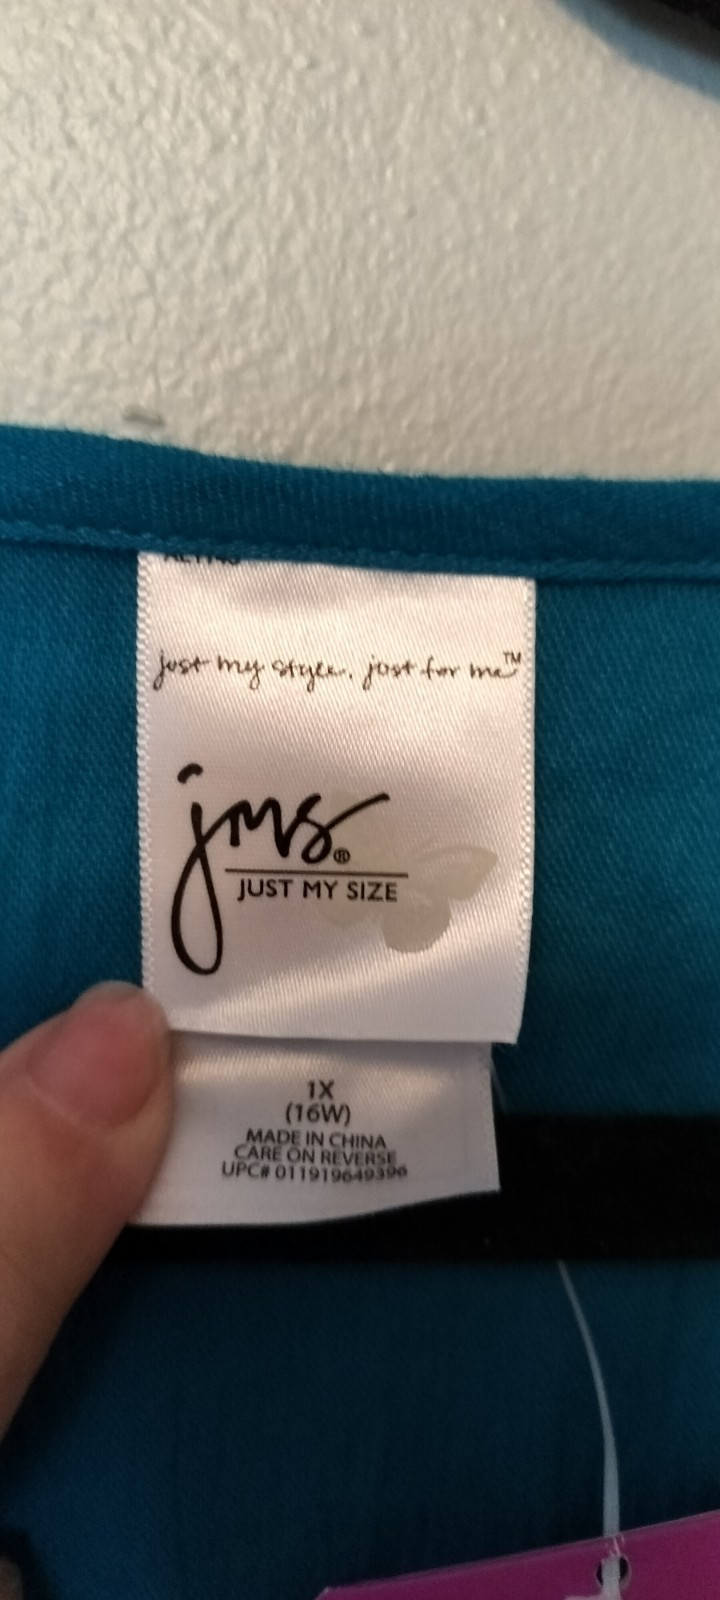 just my style. just for me™
jms®
JUST MY SIZE
1X
(16W)
MADE IN CHINA
CARE ON REVERSE
UPC# 011919649396